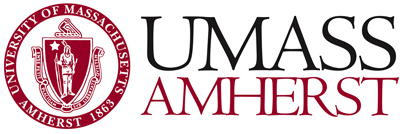 UNIVERSITY OF MASSACHUSETTS
AMHERST 1863
UMASS
AMHERST